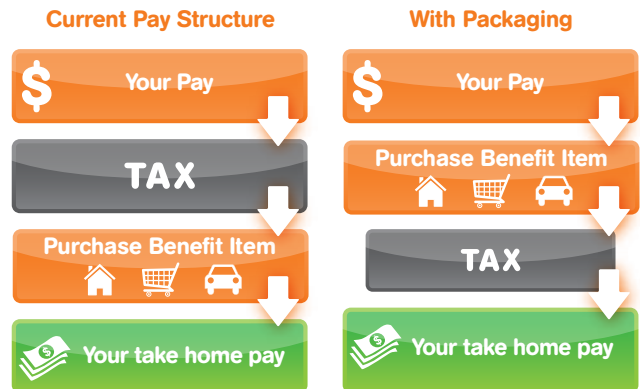 Current Pay Structure
$ Your Pay
TAX
Purchase Benefit Item
$
Your take home pay
With Packaging
$ Your Pay
Purchase Benefit Item
TAX
$
Your take home pay